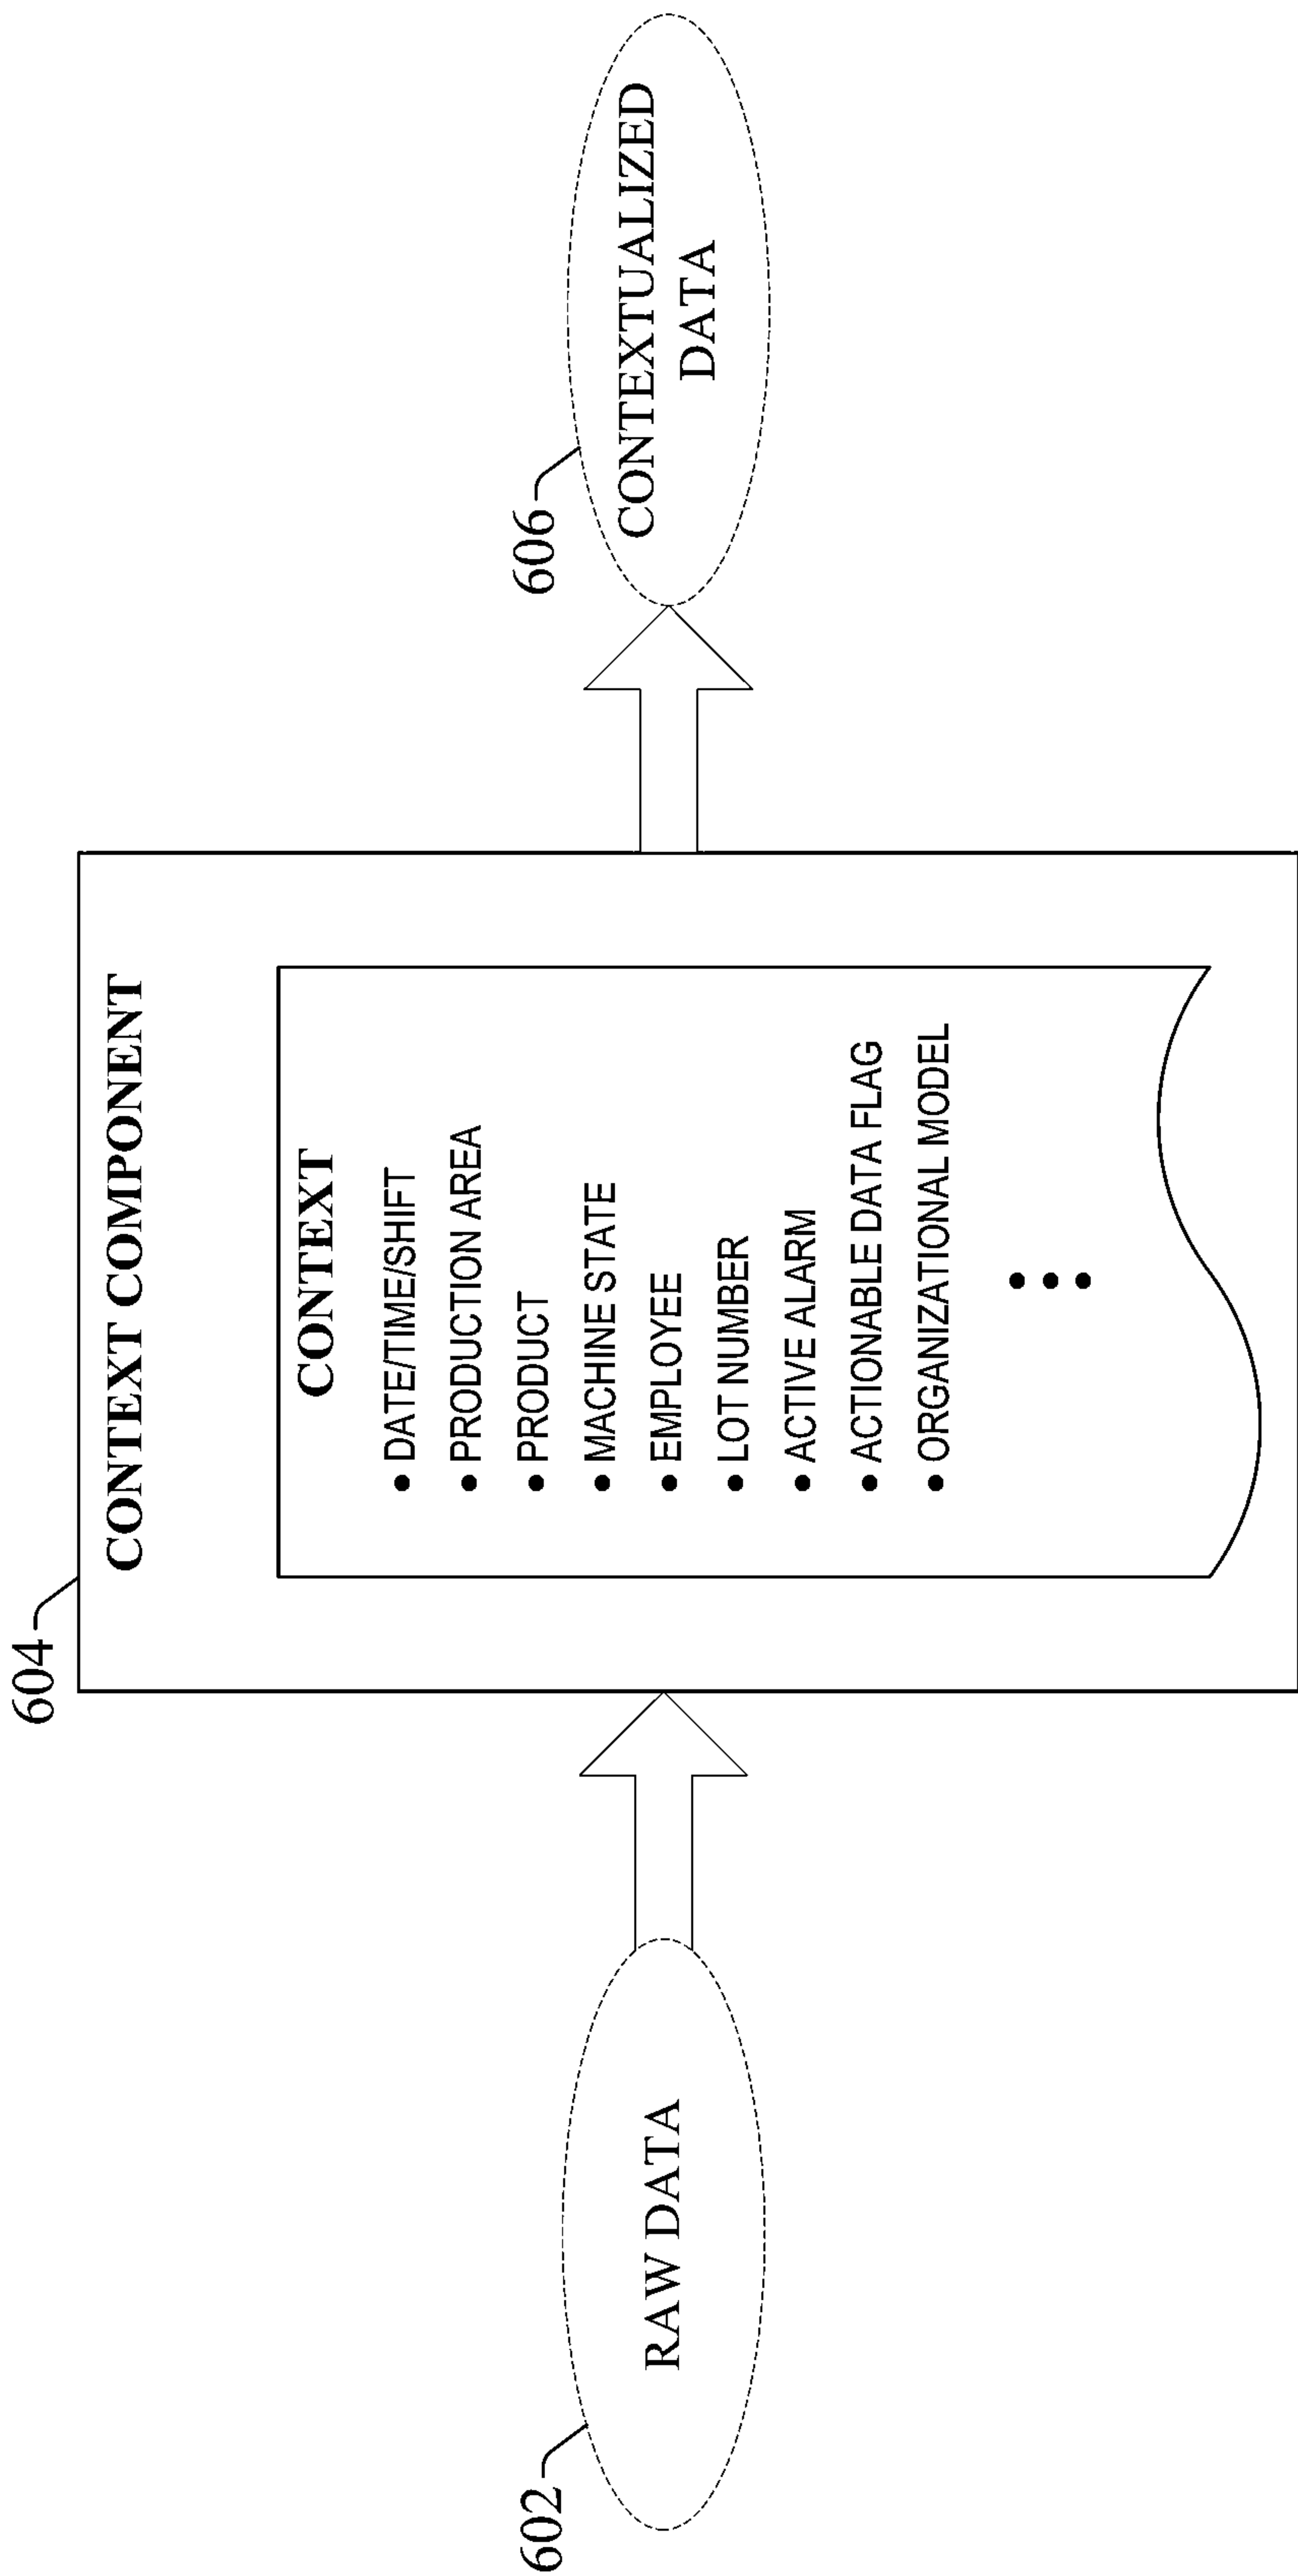 602
RAW DATA
604
CONTEXT COMPONENT
CONTEXT
• DATE/TIME/SHIFT
• PRODUCTION AREA
• PRODUCT
• MACHINE STATE
• EMPLOYEE
• LOT NUMBER
• ACTIVE ALARM
• ACTIONABLE DATA FLAG
• ORGANIZATIONAL MODEL
606
CONTEXTUALIZED
DATA